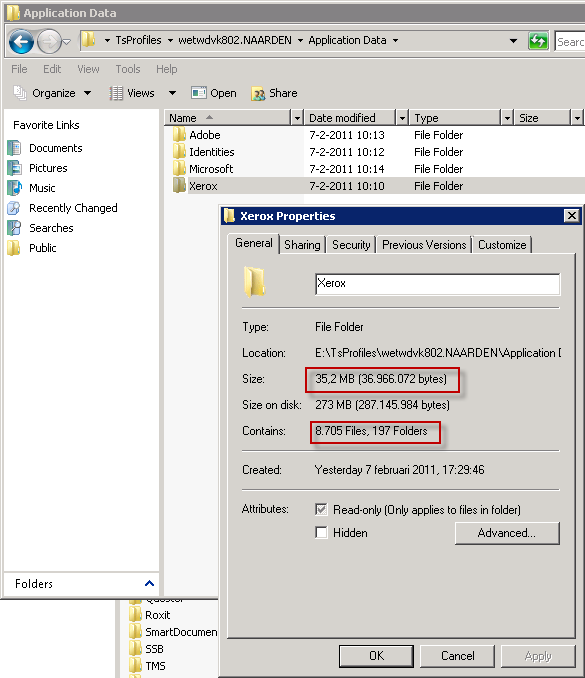 Application Data
TsProfiles wetwdvk802.NAARDEN Application Data Searc
File Edit View Tools Help
Organize Views Open Share
Favorite Links
Documents
Pictures
Music
Recently Changed
Searches
Public
Folders
Name Date modified Type Size
Adobe 7-2-2011 10:13 File Folder
Identities 7-2-2011 10:12 File Folder
Microsoft 7-2-2011 10:14 File Folder
Xerox 7-2-2011 10:10 File Folder
Xerox Properties
General Sharing Security Previous Versions Customize
Xerox
Type: File Folder
Location: E:\TsProfiles\wetwdvk802.NAARDEN\Application D
Size: 35,2 MB (36.966.072 bytes)
Size on disk: 273 MB (287.145.984 bytes)
Contains: 8.705 Files, 197 Folders
Created: Yesterday 7 februari 2011, 17:29:46
Attributes: Read-only (Only applies to files in folder)
Hidden Advanced...
OK Cancel Apply
Roxit
SmartDocumen
SSB
TMS